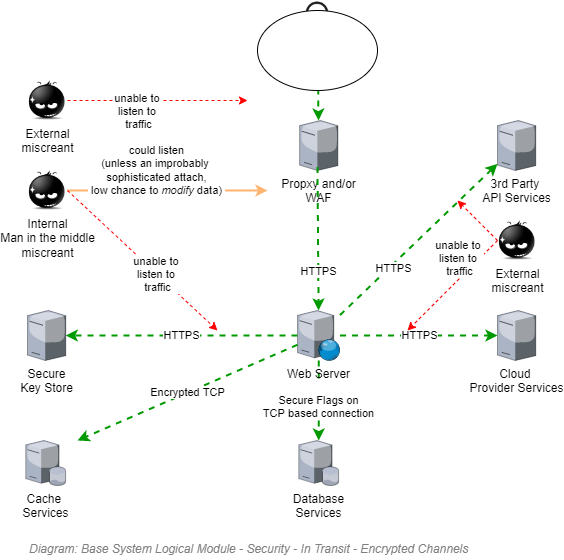 unable to
listen to
traffic
External
miscreant
could listen
(unless an improbably
sophisticated attach,
low chance to modify data)
Propxy and/or
WAF
3rd Party
API Services
Internal
Man in the middle
miscreant
unable to
listen to
traffic
External
miscreant
unable to
listen to
traffic
HTTPS
HTTPS
HTTPS
HTTPS
Secure
Key Store
Web Server
Cloud
Provider Services
Encrypted TCP
Secure Flags on
TCP based connection
Cache
Services
Database
Services
Diagram: Base System Logical Module - Security - In Transit - Encrypted Channels